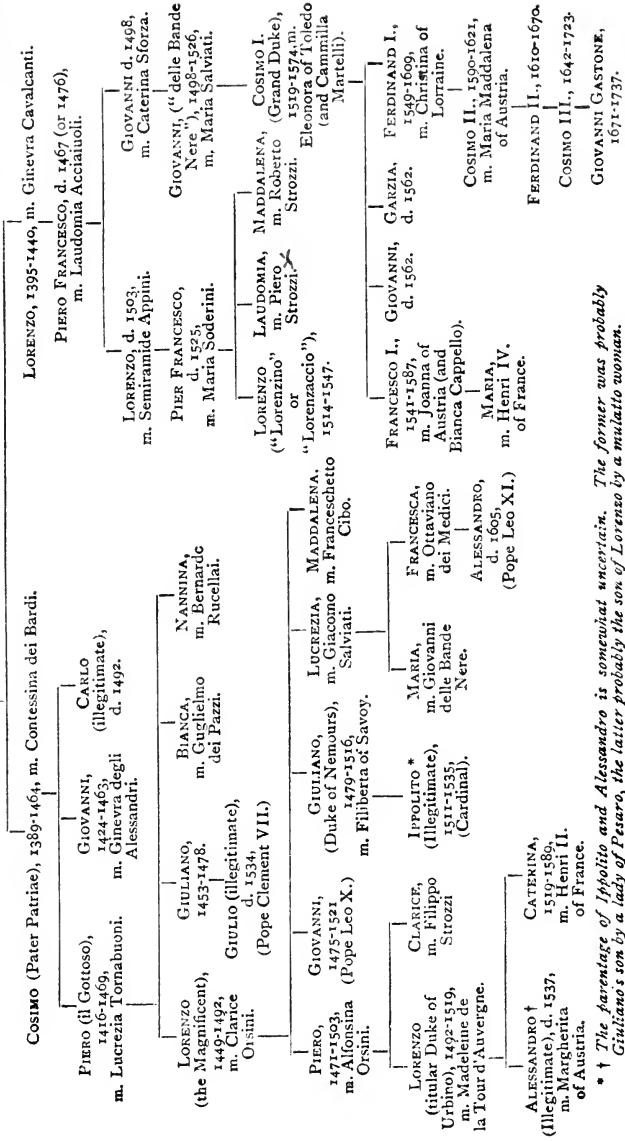 COSIMO (Pater Patriae), 1389-1464, m. Contessina dei Bardi.
LORENZO, 1395-1440, m. Ginevra Cavalcanti.
PIERO (il Gottoso),
1416-1469,
m. Lucrezia Tornabuoni.
GIOVANNI,
1424-1463,
m. Ginevra degli
Alessandri.
CARLO
(illegitimate),
d. 1492.
PIERO FRANCESCO, d. 1467 (or 1476),
m. Laudomia Acciaiuoli.
LORENZO
(the Magnificent),
1449-1492,
m. Clarice
Orsini.
GIULIANO,
1453-1478.
GIULIO (illegitimate),
d. 1534,
(Pope Clement VII.)
BIANCA,
m. Guglielmo
dei Pazzi.
NANNINA,
m. Bernardo
Rucellai.
LORENZO, d. 1503,
m. Semiramide Appini.
GIOVANNI d. 1498,
m. Caterina Sforza.
PIER FRANCESCO,
d. 1525,
m. Maria Soderini.
GIOVANNI, (“ delle Bande
Nere”), 1498-1526,
m. Maria Salviati.
PIERO,
1471-1503,
m. Alfonsina
Orsini.
GIOVANNI,
1475-1521
(Pope Leo X.)
GIULIANO,
(Duke of Nemours),
1479-1516,
m. Filiberta of Savoy.
LUCREZIA,
m. Giacomo
Salviati.
MADDALENA,
m. Franceschetto
Cibo.
LORENZO
(“Lorenzino”
or
“Lorenzaccio”),
1514-1547.
LAUDOMIA,
m. Piero
Strozzi.
MADDALENA,
m. Roberto
Strozzi.
COSIMO I.
(Grand Duke),
1519-1574, m.
Eleonora of Toledo
(and Cammilla
Martelli).
LORENZO
(titular Duke of
Urbino), 1492-1519,
m. Madeleine de
la Tour d'Auvergne.
CLARICE,
m. Filippo
Strozzi
IPPOLITO *
(Illegitimate),
1511-1535,
(Cardinal).
MARIA,
m. Giovanni
delle Bande
Nere.
FRANCESCA,
m. Ottaviano
dei Medici.
FRANCESCO I.,
1541-1587,
m. Joanna of
Austria (and
Bianca Cappello).
GIOVANNI,
d. 1562.
GARZIA,
d. 1562.
FERDINAND I.,
1549-1609,
m. Christina of
Lorraine.
ALESSANDRO †
(Illegitimate), d. 1537,
m. Margherita
of Austria.
CATERINA,
1519-1589,
m. Henri II.
of France.
ALESSANDRO,
d. 1605,
(Pope Leo XI.)
MARIA,
m. Henri IV.
of France.
COSIMO II., 1590-1621,
m. Maria Maddalena
of Austria.
FERDINAND II., 1610-1670.
COSIMO III., 1642-1723.
GIOVANNI GASTONE,
1671-1737.
* † The parentage of Ippolito and Alessandro is somewhat uncertain. The former was probably
Giuliano's son by a lady of Pesaro, the latter probably the son of Lorenzo by a mulatto woman.